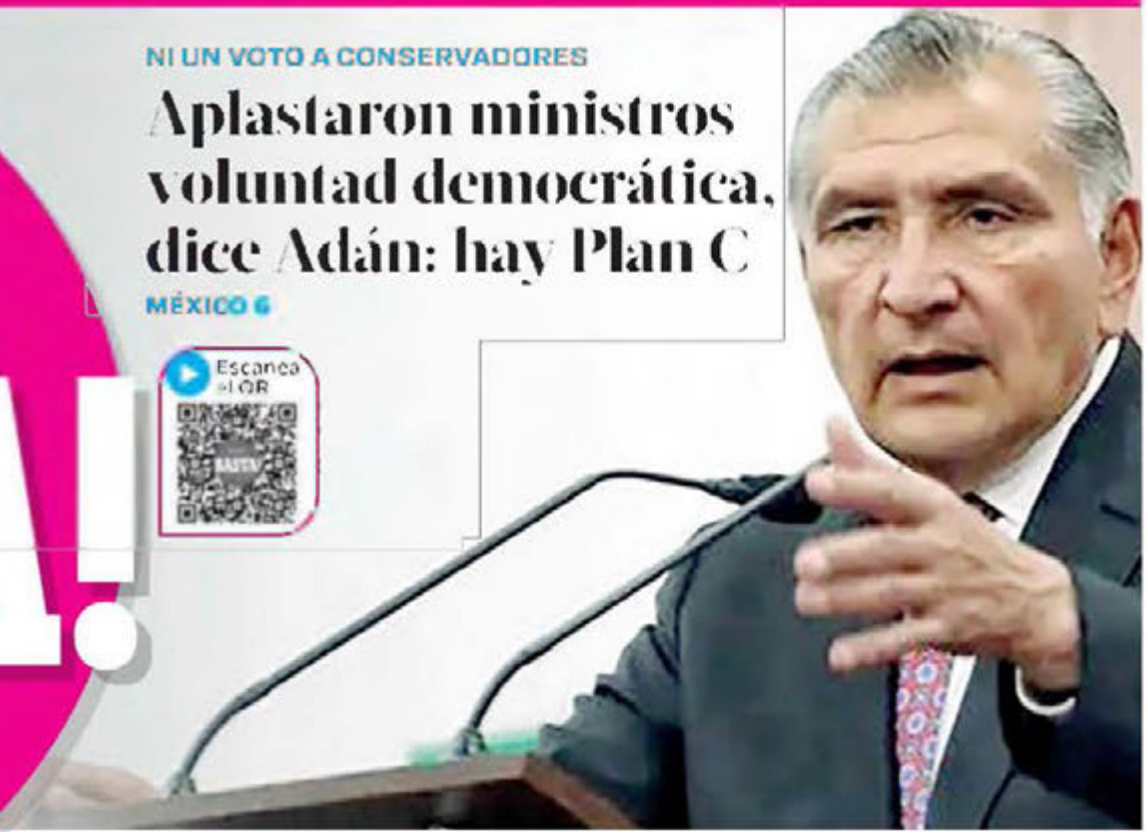 NI UN VOTO A CONSERVADORES
Aplastaron ministros
voluntad democrática,
dice Adán: hay Plan C
MÉXICO 6
Escanea
el QR
!